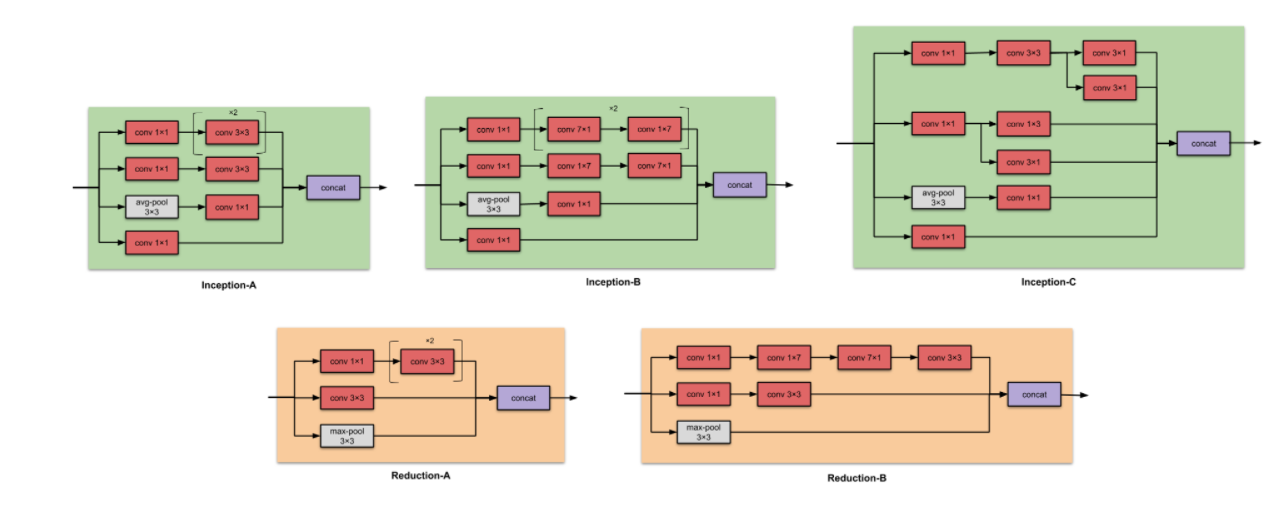 ×2
conv 1×1
conv 3×3
conv 1×1
conv 3×3
avg-pool
3×3
conv 1×1
conv 1×1
concat
Inception-A
×2
conv 1×1
conv 7×1
conv 1×7
conv 1×1
conv 1×7
conv 7×1
avg-pool
3×3
conv 1×1
conv 1×1
concat
Inception-B
conv 1×1
conv 3×3
conv 3×1
conv 3×1
conv 1×1
conv 1×3
conv 3×1
avg-pool
3×3
conv 1×1
conv 1×1
concat
Inception-C
×2
conv 1×1
conv 3×3
conv 3×3
max-pool
3×3
concat
Reduction-A
conv 1×1
conv 1×7
conv 7×1
conv 3×3
conv 1×1
conv 3×3
max-pool
3×3
concat
Reduction-B